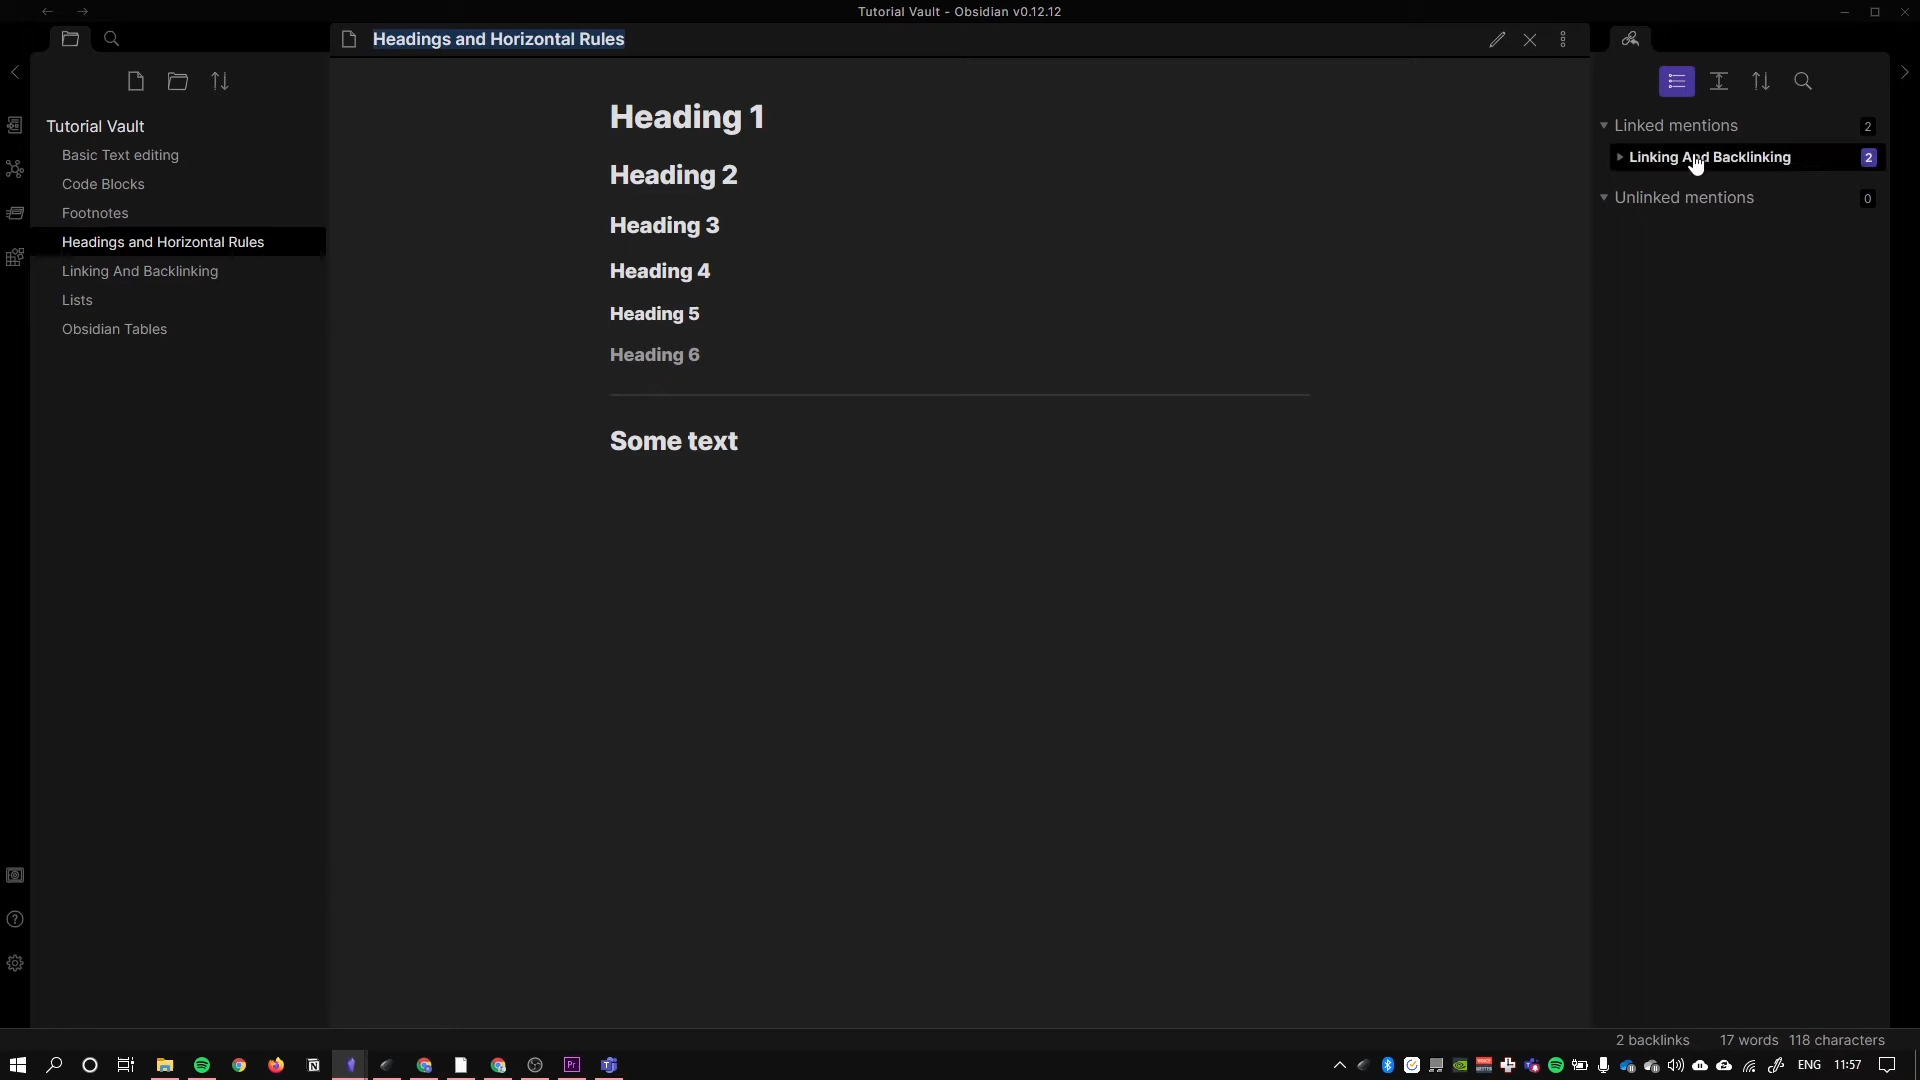 Tutorial Vault - Obsidian v0.12.12
Headings and Horizontal Rules
Tutorial Vault
Basic Text editing
Code Blocks
Footnotes
Headings and Horizontal Rules
Linking And Backlinking
Lists
Obsidian Tables
Heading 1
Heading 2
Heading 3
Heading 4
Heading 5
Heading 6
Some text
Linked mentions 2
Linking And Backlinking 2
Unlinked mentions 0
2 backlinks 17 words 118 characters
Pr
ENG 11:57